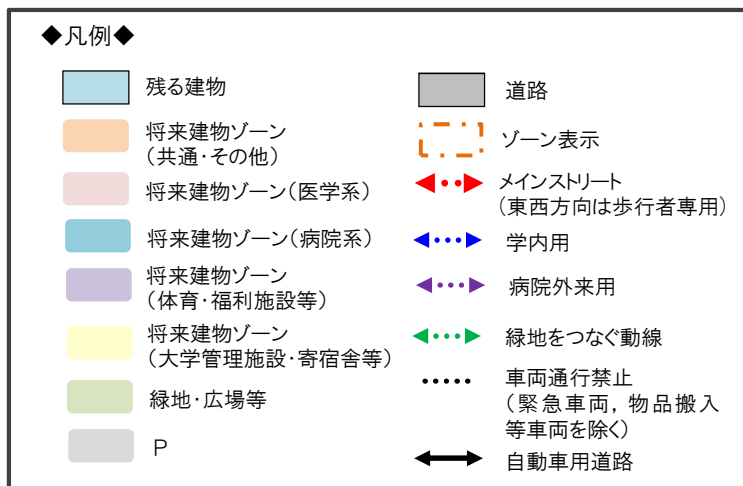 ◆凡例◆
残る建物
将来建物ゾーン
(共通・その他)
将来建物ゾーン(医学系)
将来建物ゾーン(病院系)
将来建物ゾーン
(体育・福利施設等)
将来建物ゾーン
(大学管理施設・寄宿舎等)
緑地・広場等
P
道路
ゾーン表示
メインストリート
(東西方向は歩行者専用)
学内用
病院外来用
緑地をつなぐ動線
車両通行禁止
(緊急車両, 物品搬入
等車両を除く)
自動車用道路